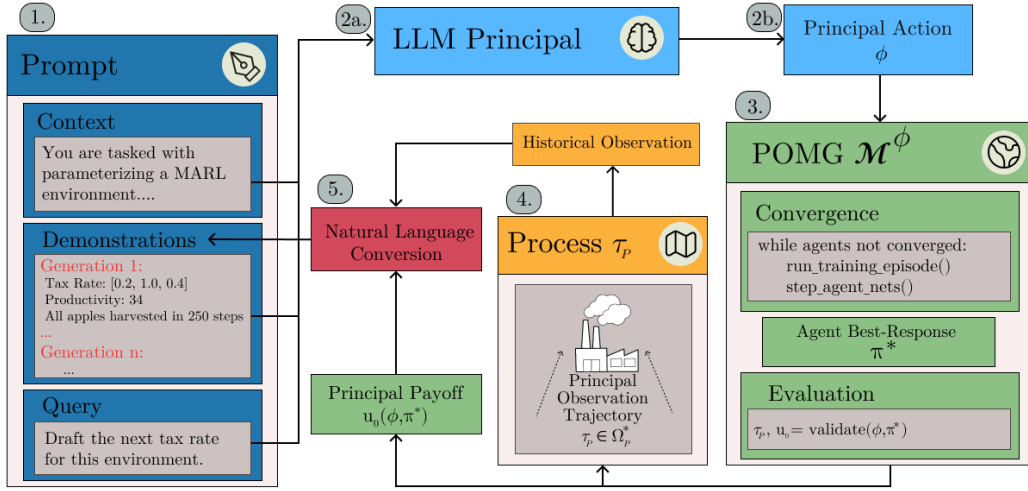 1.
Prompt
Context
You are tasked with
parameterizing a MARL
environment....
Demonstrations
Generation 1:
Tax Rate: [0.2, 1.0, 0.4]
Productivity: 34
All apples harvested in 250 steps
...
Generation n:
...
Query
Draft the next tax rate
for this environment.
2a.
LLM Principal
2b.
Principal Action
ϕ
3.
POMG 𝓜^ϕ
Convergence
while agents not converged:
run_training_episode()
step_agent_nets()
Agent Best-Response
π*
Evaluation
τ_P, u₀= validate(ϕ,π*)
Historical Observation
4.
Process τ_P
Principal
Observation
Trajectory
τ_P ∈ Ω*_P
5.
Natural Language
Conversion
Principal Payoff
u₀(ϕ,π*)